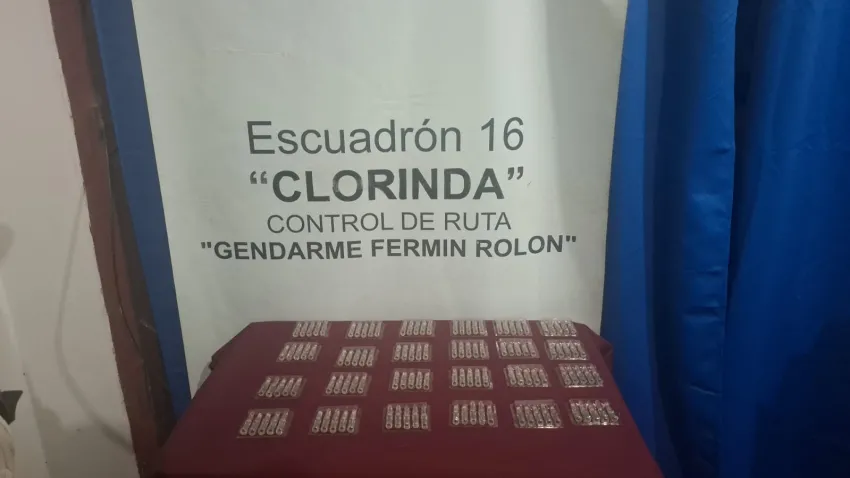 Escuadrón 16
“CLORINDA”
CONTROL DE RUTA
"GENDARME FERMIN ROLON"